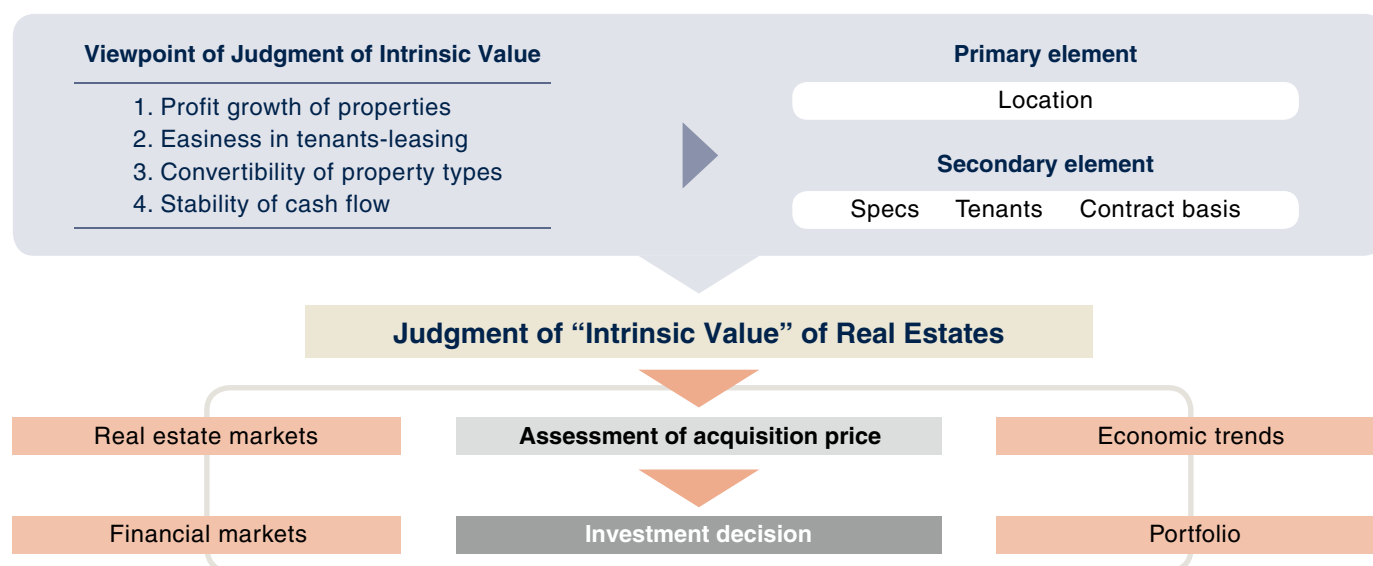 Viewpoint of Judgment of Intrinsic Value
1. Profit growth of properties
2. Easiness in tenants-leasing
3. Convertibility of property types
4. Stability of cash flow
Primary element
Location
Secondary element
Specs Tenants Contract basis
Judgment of “Intrinsic Value” of Real Estates
Real estate markets
Assessment of acquisition price
Economic trends
Financial markets
Investment decision
Portfolio